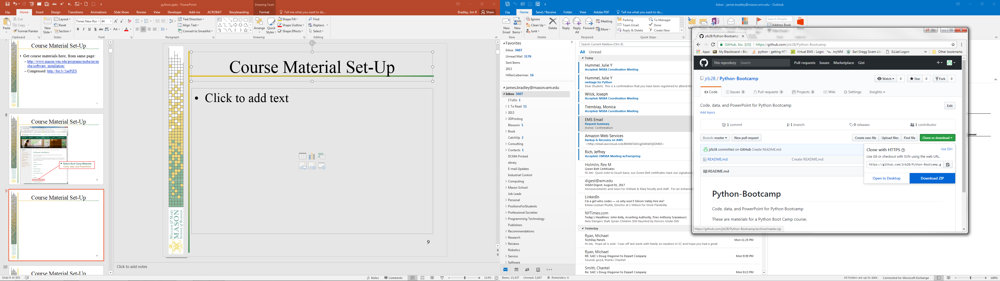 python.pptx - PowerPoint
Drawing Tools
File Home Insert Design Transitions Animations Slide Show Review View Developer Add-ins ACROBAT Storyboarding Format Tell me what you want to do... Bradley, Jim R Share
Paste
Cut
Copy
Format Painter
Clipboard
New Slide
Layout
Reset
Section
Slides
Times New Ror 44
Font
Text Direction
Align Text
Convert to SmartArt
Paragraph
Arrange
Quick Styles
Shape Fill
Shape Outline
Shape Effects
Drawing
Find
Replace
Select
Editing
Course Material Set-Up
• Get course materials here, from same page:
– http://www.mason.wm.edu/programs/msba/mym
sba/software_installation/
– Compressed: http://bit.ly/2aePjES
8
Course Material Set-Up
Software Installation
Python Boot Camp Materials
Code, data, and PowerPoint
9
Course Material Set-Up
10
Course Material Set-Up
Course Material Set-Up
• Click to add text
WILLIAM & MARY
MASON
SCHOOL OF BUSINESS
9
Click to add notes
Slide 9 of 305
Notes Comments 114%
Inbox - james.bradley@mason.wm.edu - Outlook
File Home Send / Receive Folder View Adobe PDF Tell me what you want to do...
New Email
New Items
New
Ignore
Clean Up
Junk
Delete
Delete
Reply
Reply All
Forward
Meeting
More
Respond
Parking
Team Email
Reply & Delete
To Manager
Done
Create New
Quick Steps
Search People
Address Book
Favorites
Inbox 3607
Unread Mail 3176
Sent Items
2013
HillierLieberman 16
james.bradley@mason.wm.edu
Inbox 3607
1ToDo 1
1 To Read 11
2013
3DPrinting
Blossom 5
Book
CatchUp 2
Consulting
Contacts 1
DCMA Printed
ebrary
E-mail Updates
Industrial Control
Computing
Mason School
Job Leads
Personal
PositionsForStudents
Professional Societies
Programming Technology
Publishers
Recommendations
Research
Reviews
Robotics
Service
Software
Search Current Mailbox (Ctrl+E)
All Unread
Today
Hummel, Julie Y
Accepted: MSBA Coordination Meeting
Hummel, Julie Y
verbiage for Python
Dear Student, This is a confirmation that you have been registered to attend the
Wilck, Joseph
Accepted: MSBA Coordination Meeting
Tremblay, Monica
Accepted: MSBA Coordination Meeting
EMS Email
Request Summary
(none) Confirmation
Amazon Web Services
Backup & Recovery on AWS
Rich, Jeffrey
Accepted: OMSBA Meeting w/Everspring
Holmlin, Rex M
Green Belt Certificates
Hi Jim! Quick note to touch base; our Green Belt certificates have our signature
digest@wm.edu
W&M Digest: August 01, 2017
Announcements and news for William & Mary faculty and staff. For an enhance
LinkedIn
I'm a girl who codes — so why won't Silicon Valley hire me?
Emma Lozman Plumb, Director at 1 Million for Work Flexibility
NYTimes.com
Today's Headlines: John Kelly, Asserting Authority, Fires Anthony Scaramucci
New Dangers Stalk Syrian Children Still Haunted by Horrors Under ISIS
Yesterday
Ryan, Michael
TechDay Panels Mon 11:25 PM
Hi Jim, Hope all is well. I was off last week with family on vacation in SC and hope you had a great
Ryan, Michael
RE: SAIC's Doug Wagoner to Depart Company Mon 9:39 PM
Sounds good, thanks Chantel!
Smith, Chantel
Re: SAIC's Doug Wagoner to Depart Company Mon 9:13 PM
Items: 15,437 Unread: 3,607 Reminders: 4
All folders are up to date. Connected to: Microsoft Exchange 100%
Jim
jrb28/Python-Bootcamp
GitHub, Inc. [US] https://github.com/jrb28/Python-Bootcamp
Apps My Blackboard – Blac python - getting HTT Virtual EMS - Login myWM Earl Gregg Swem Lib ILLiad Logon » Other bookmarks
This repository Search Pull requests Issues Marketplace Gist
jrb28 / Python-Bootcamp
Watch 0 Star 0 Fork 0
Code Issues 0 Pull requests 0 Projects 0 Wiki Settings Insights
Code, data, and PowerPoint for Python Bootcamp
Edit
Add topics
1 commit 1 branch 0 releases 1 contributor
Branch: master New pull request Create new file Upload files Find file Clone or download
jrb28 committed on GitHub Create README.md
README.md Create README.md
README.md
Clone with HTTPS Use SSH
Use Git or checkout with SVN using the web URL.
https://github.com/jrb28/Python-Bootcamp.g
Open in Desktop Download ZIP
Python-Bootcamp
Code, data, and PowerPoint for Python Bootcamp
These are materials for a Python Boot Camp course.
https://github.com/jrb28/Python-Bootcamp/archive/master.zip